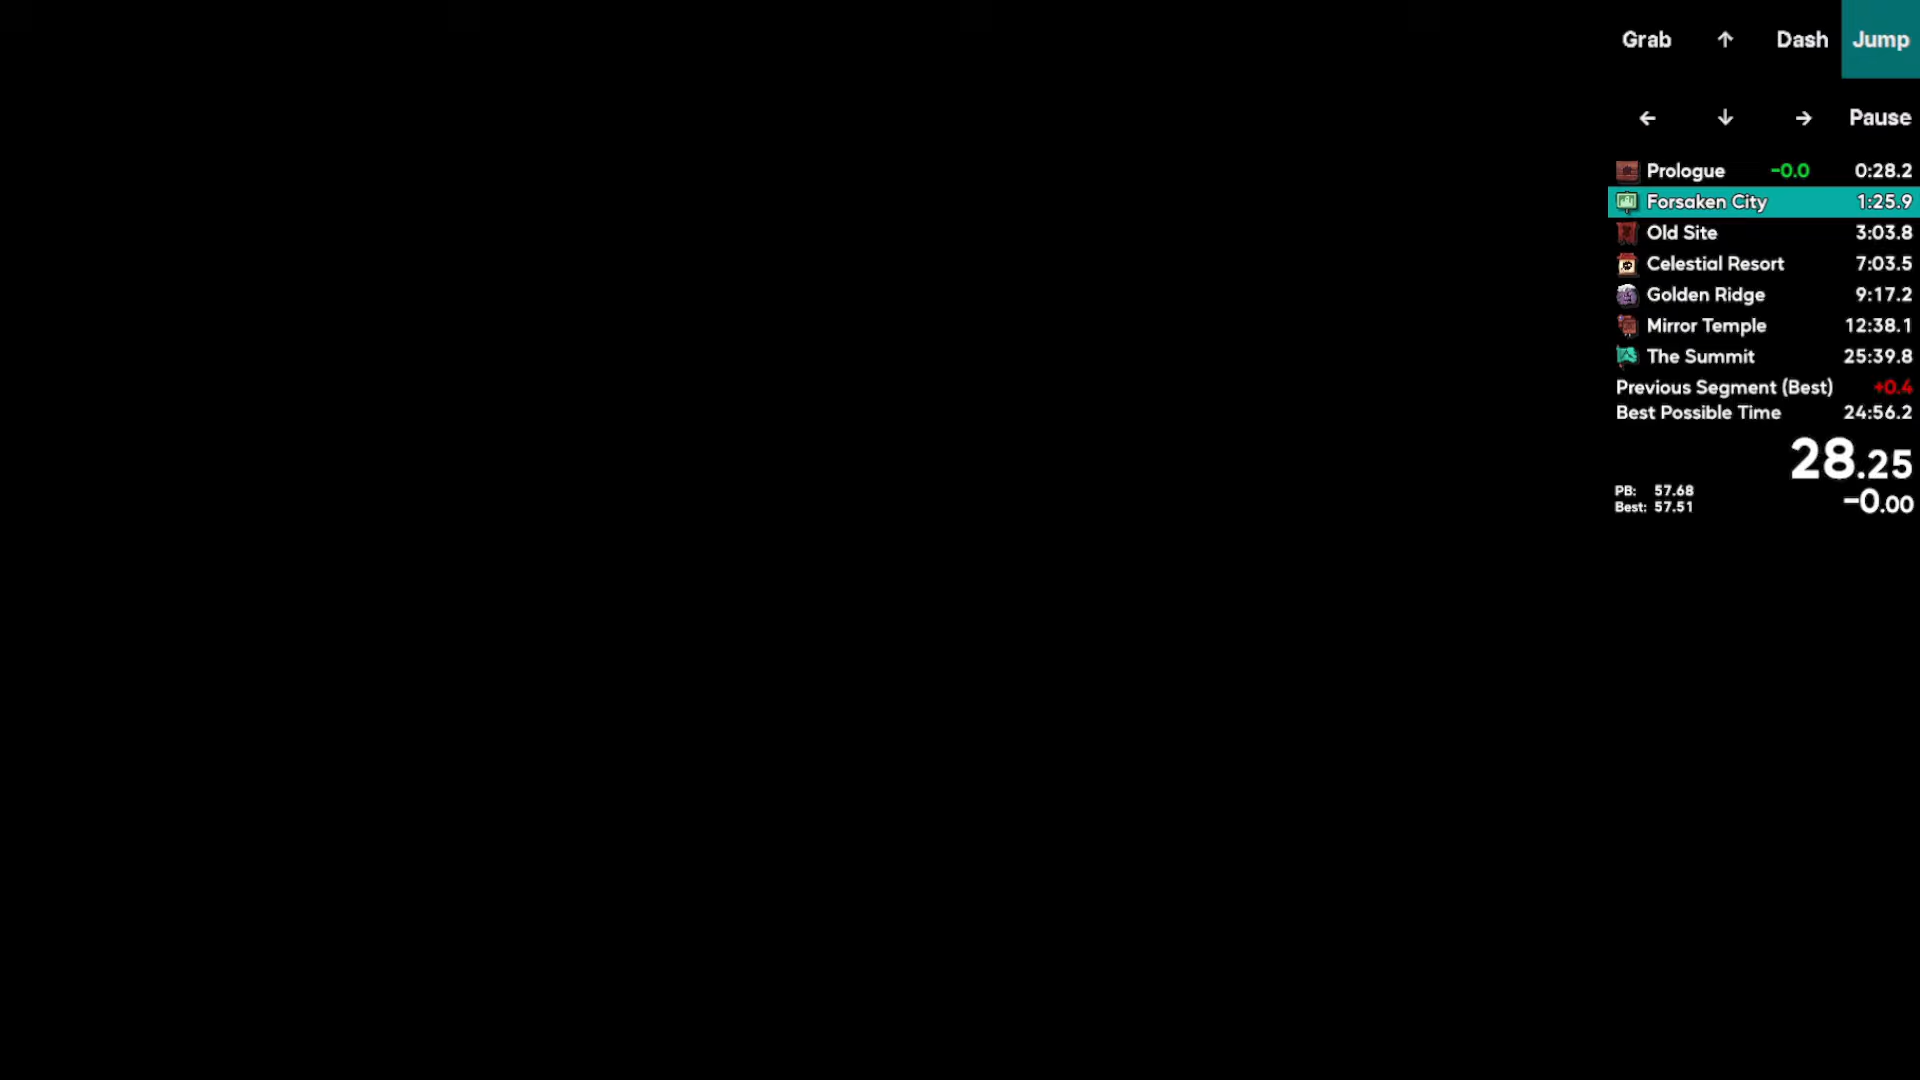 Grab ↑ Dash Jump
← ↓ → Pause
Prologue -0.0 0:28.2
Forsaken City 1:25.9
Old Site 3:03.8
Celestial Resort 7:03.5
Golden Ridge 9:17.2
Mirror Temple 12:38.1
The Summit 25:39.8
Previous Segment (Best) +0.4
Best Possible Time 24:56.2
28.25
PB: 57.68
Best: 57.51
-0.00